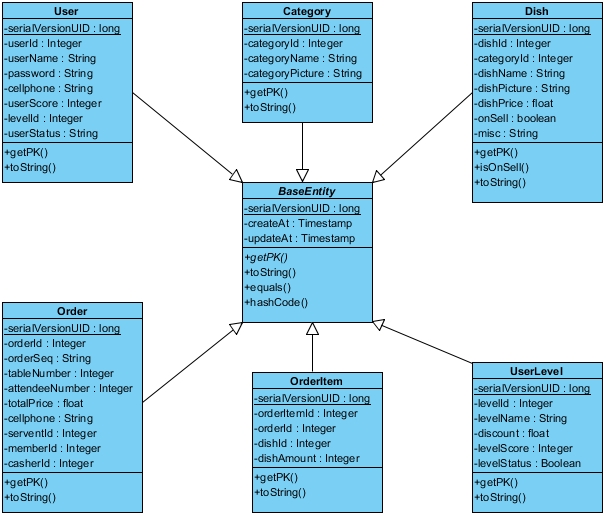 User
-serialVersionUID : long
-userId : Integer
-userName : String
-password : String
-cellphone : String
-userScore : Integer
-levelId : Integer
-userStatus : String
+getPK()
+toString()
Category
-serialVersionUID : long
-categoryId : Integer
-categoryName : String
-categoryPicture : String
+getPK()
+toString()
Dish
-serialVersionUID : long
-dishId : Integer
-categoryId : Integer
-dishName : String
-dishPicture : String
-dishPrice : float
-onSell : boolean
-misc : String
+getPK()
+isOnSell()
+toString()
BaseEntity
-serialVersionUID : long
-createAt : Timestamp
-updateAt : Timestamp
+getPK()
+toString()
+equals()
+hashCode()
Order
-serialVersionUID : long
-orderId : Integer
-orderSeq : String
-tableNumber : Integer
-attendeeNumber : Integer
-totalPrice : float
-cellphone : String
-serventId : Integer
-memberId : Integer
-casherId : Integer
+getPK()
+toString()
OrderItem
-serialVersionUID : long
-orderItemId : Integer
-orderId : Integer
-dishId : Integer
-dishAmount : Integer
+getPK()
+toString()
UserLevel
-serialVersionUID : long
-levelId : Integer
-levelName : String
-discount : float
-levelScore : Integer
-levelStatus : Boolean
+getPK()
+toString()